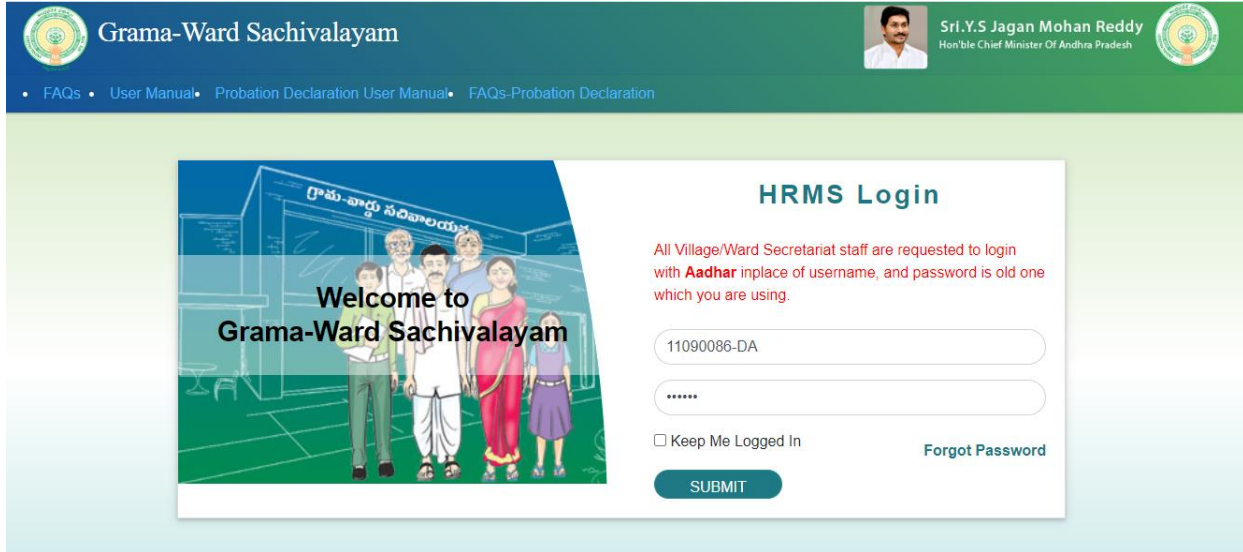 Grama-Ward Sachivalayam
Sri.Y.S Jagan Mohan Reddy
Hon'ble Chief Minister Of Andhra Pradesh
• FAQs • User Manual• Probation Declaration User Manual• FAQs-Probation Declaration
గ్రామ-వార్డు సచివాలయము
Welcome to
Grama-Ward Sachivalayam
HRMS Login
All Village/Ward Secretariat staff are requested to login
with Aadhar inplace of username, and password is old one
which you are using.
11090086-DA
••••••
Keep Me Logged In
Forgot Password
SUBMIT